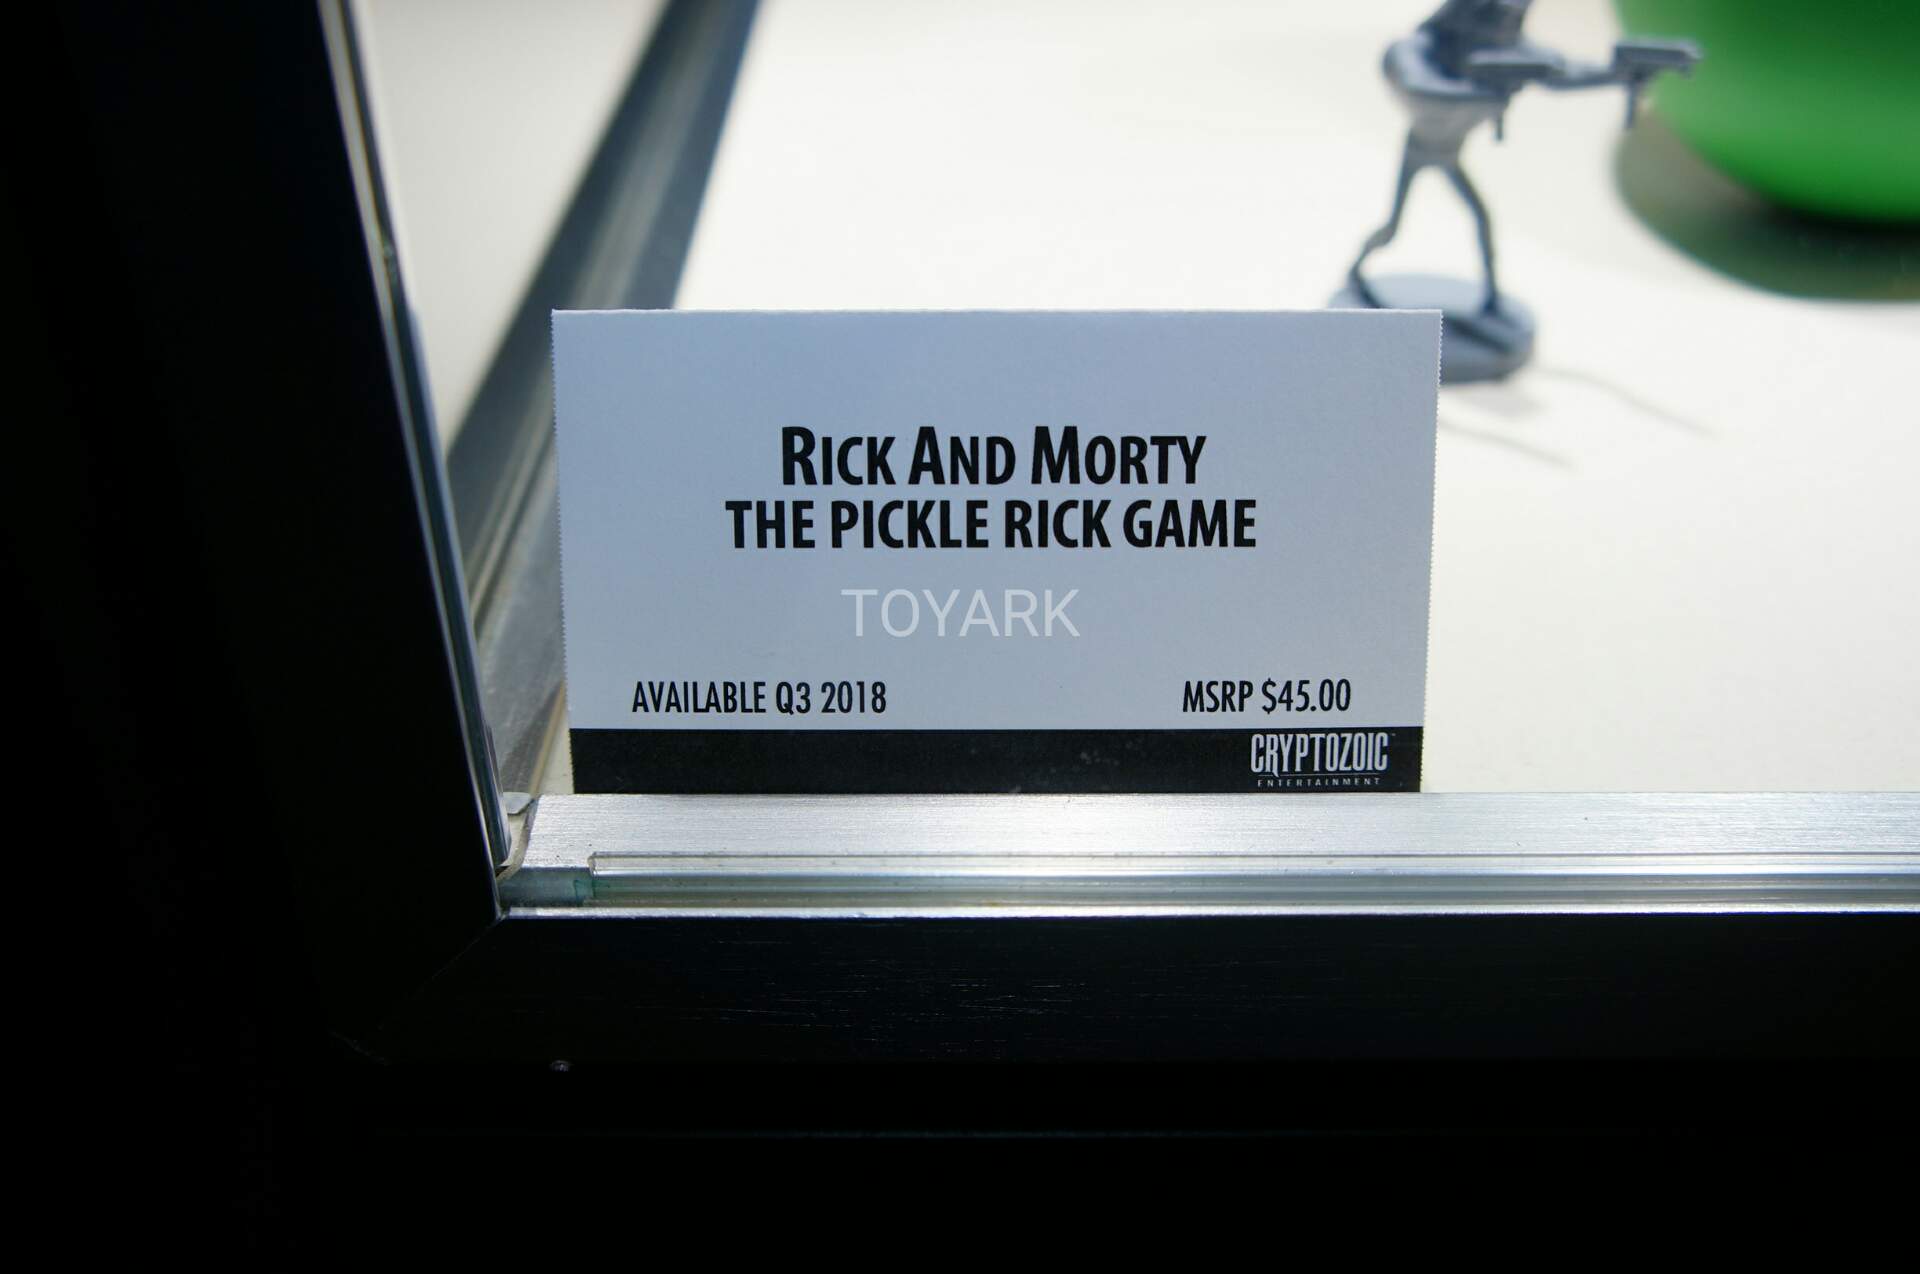 RICK AND MORTY
THE PICKLE RICK GAME
TOYARK
AVAILABLE Q3 2018 MSRP $45.00
CRYPTOZOIC
ENTERTAINMENT